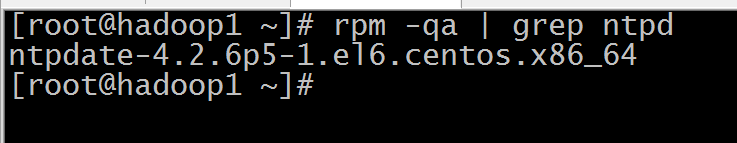 [root@hadoop1 ~]# rpm -qa | grep ntpd
ntpdate-4.2.6p5-1.el6.centos.x86_64
[root@hadoop1 ~]#